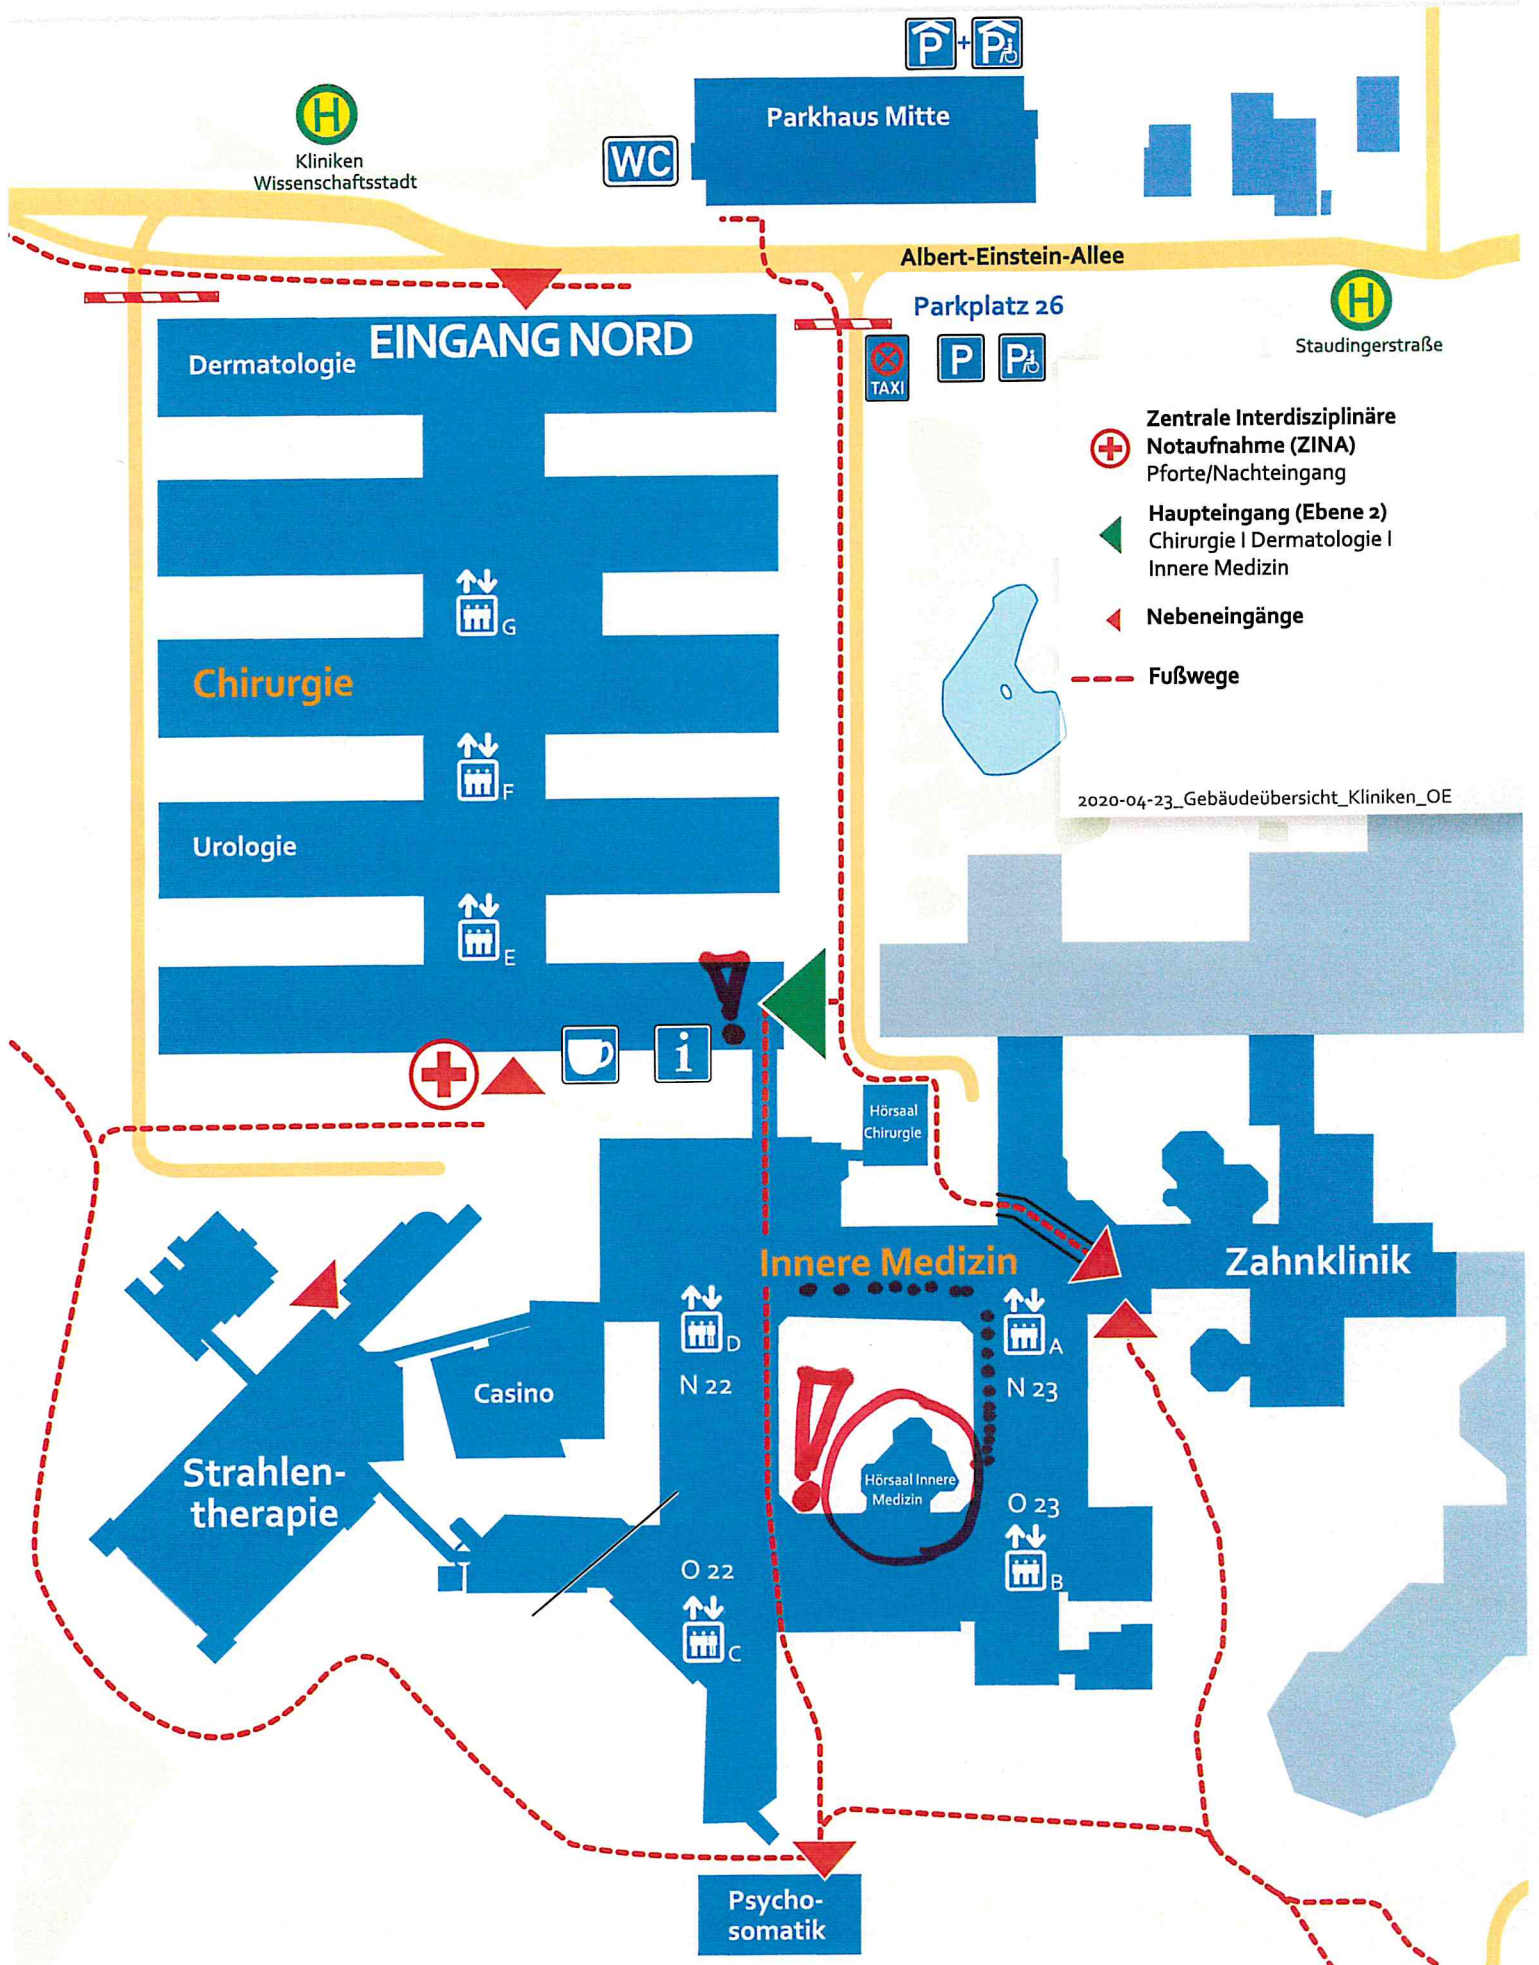 P + P
Parkhaus Mitte
H
Kliniken
Wissenschaftsstadt
WC
Albert-Einstein-Allee
Parkplatz 26
H
Staudingerstraße
TAXI
P
P
EINGANG NORD
Dermatologie
Zentrale Interdisziplinäre
Notaufnahme (ZINA)
Pforte/Nachteingang
Haupteingang (Ebene 2)
Chirurgie I Dermatologie I
Innere Medizin
Nebeneingänge
Fußwege
2020-04-23_Gebäudeübersicht_Kliniken_OE
G
Chirurgie
F
Urologie
E
!
i
Hörsaal
Chirurgie
Innere Medizin
Zahnklinik
D
A
N 22
N 23
Casino
!
Hörsaal Innere
Medizin
Strahlen-
therapie
O 23
B
O 22
C
Psycho-
somatik